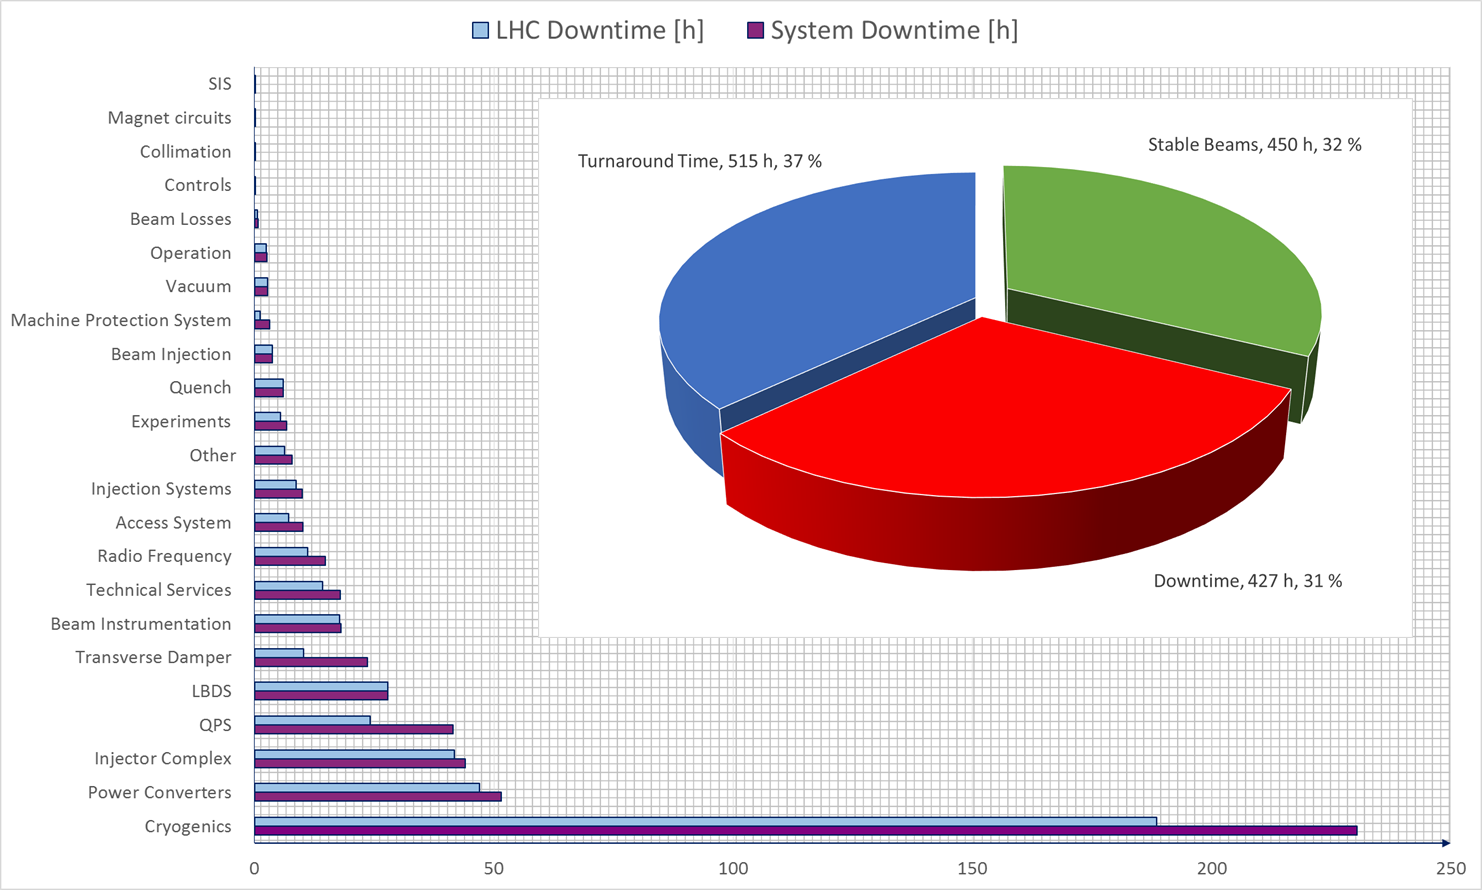 LHC Downtime [h] System Downtime [h]
SIS
Magnet circuits
Collimation
Controls
Beam Losses
Operation
Vacuum
Machine Protection System
Beam Injection
Quench
Experiments
Other
Injection Systems
Access System
Radio Frequency
Technical Services
Beam Instrumentation
Transverse Damper
LBDS
QPS
Injector Complex
Power Converters
Cryogenics
0 50 100 150 200 250
Turnaround Time, 515 h, 37 %
Stable Beams, 450 h, 32 %
Downtime, 427 h, 31 %